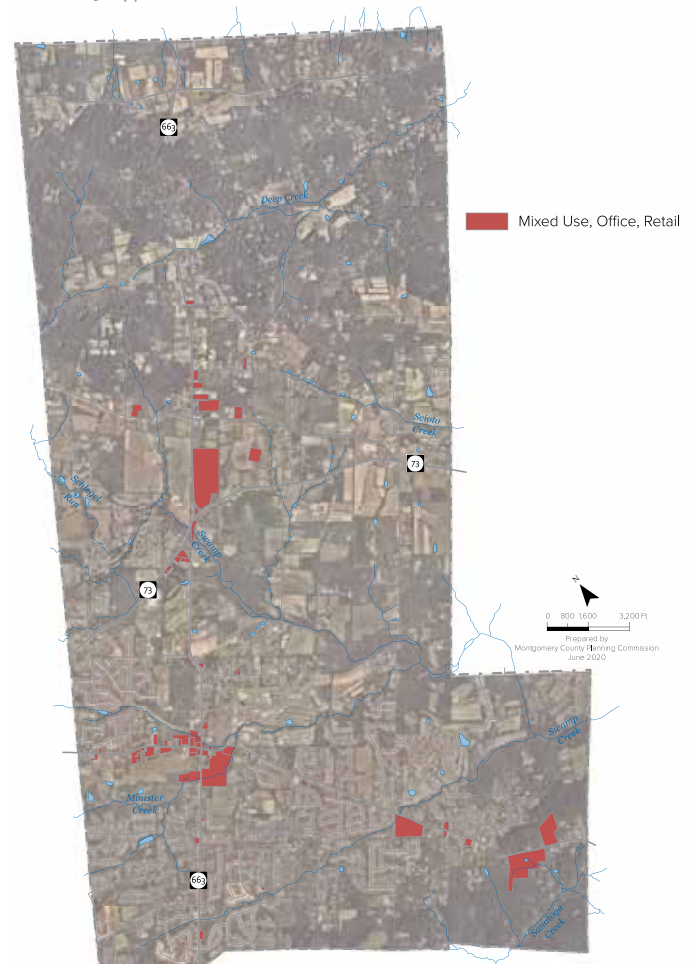 663
Deep Creek
Mixed Use, Office, Retail
Scioto
Creek
73
Schlegel
Run
Swamp
Creek
73
N
0 800 1,600 3,200 Ft.
Prepared by
Montgomery County Planning Commission
June 2020
Swamp
Creek
Minister
Creek
663
Sanatoga
Creek